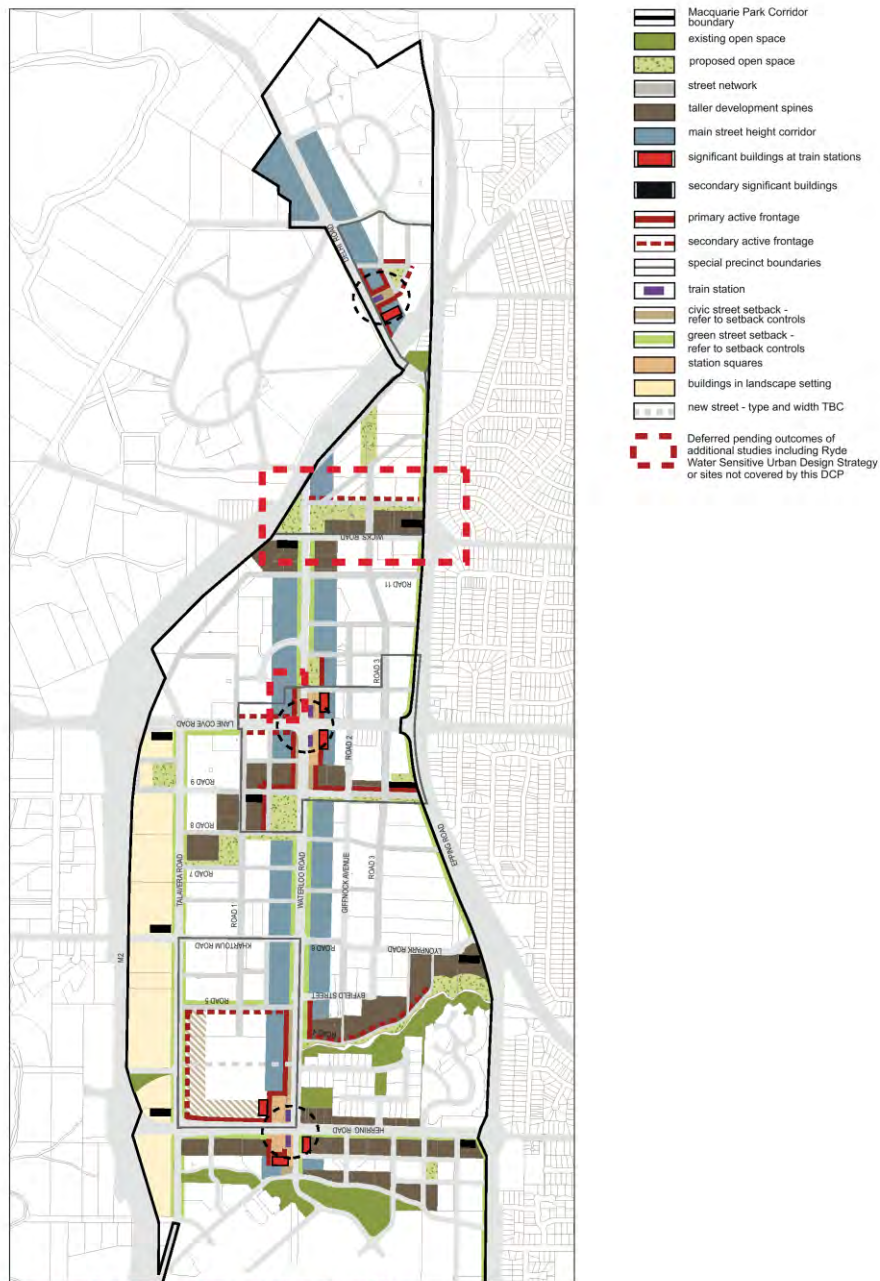 Macquarie Park Corridor
boundary
existing open space
proposed open space
street network
taller development spines
main street height corridor
significant buildings at train stations
secondary significant buildings
primary active frontage
secondary active frontage
special precinct boundaries
train station
civic street setback -
refer to setback controls
green street setback -
refer to setback controls
station squares
buildings in landscape setting
new street - type and width TBC
Deferred pending outcomes of
additional studies including Ryde
Water Sensitive Urban Design Strategy
or sites not covered by this DCP
DELHI ROAD
WICKS ROAD
ROAD 11
ROAD 3
LANE COVE ROAD
ROAD 2
ROAD 9
ROAD 8
ROAD 7
TALAVERA ROAD
ROAD 1
WATERLOO ROAD
GIFFNOCK AVENUE
ROAD 3
EPPING ROAD
M2
KHARTOUM ROAD
ROAD 6
LYONPARK ROAD
ROAD 5
BYFIELD STREET
HERRING ROAD